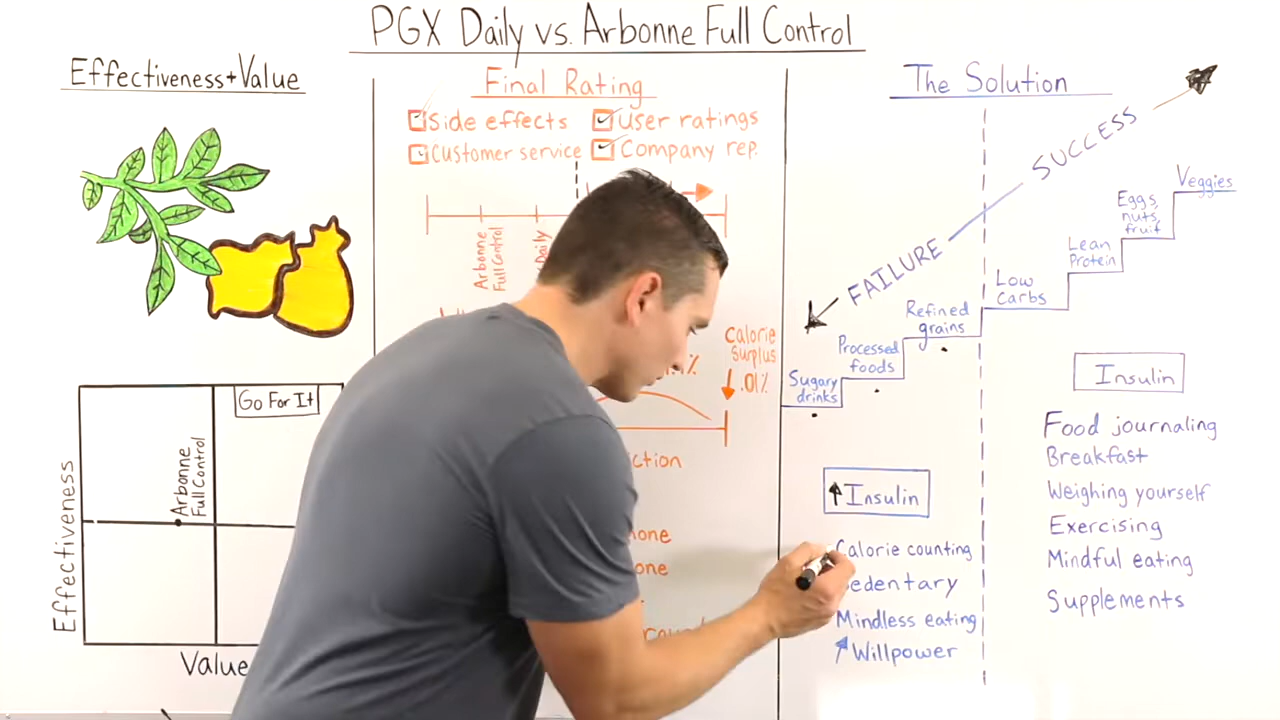 PGX Daily vs. Arbonne Full Control
Effectiveness+Value
Go For It
Arbonne
Full Control
Effectiveness
Value
Final Rating
Side effects
User ratings
Customer service
Company rep.
Arbonne
Full Control
Daily
Calorie
Surplus
.01%
The Solution
FAILURE
SUCCESS
Sugary
drinks
Processed
foods
Refined
grains
Low
Carbs
Lean
Protein
Eggs,
nuts,
fruit
Veggies
Insulin
Calorie counting
Mindless eating
Willpower
Insulin
Food journaling
Breakfast
Weighing yourself
Exercising
Mindful eating
Supplements